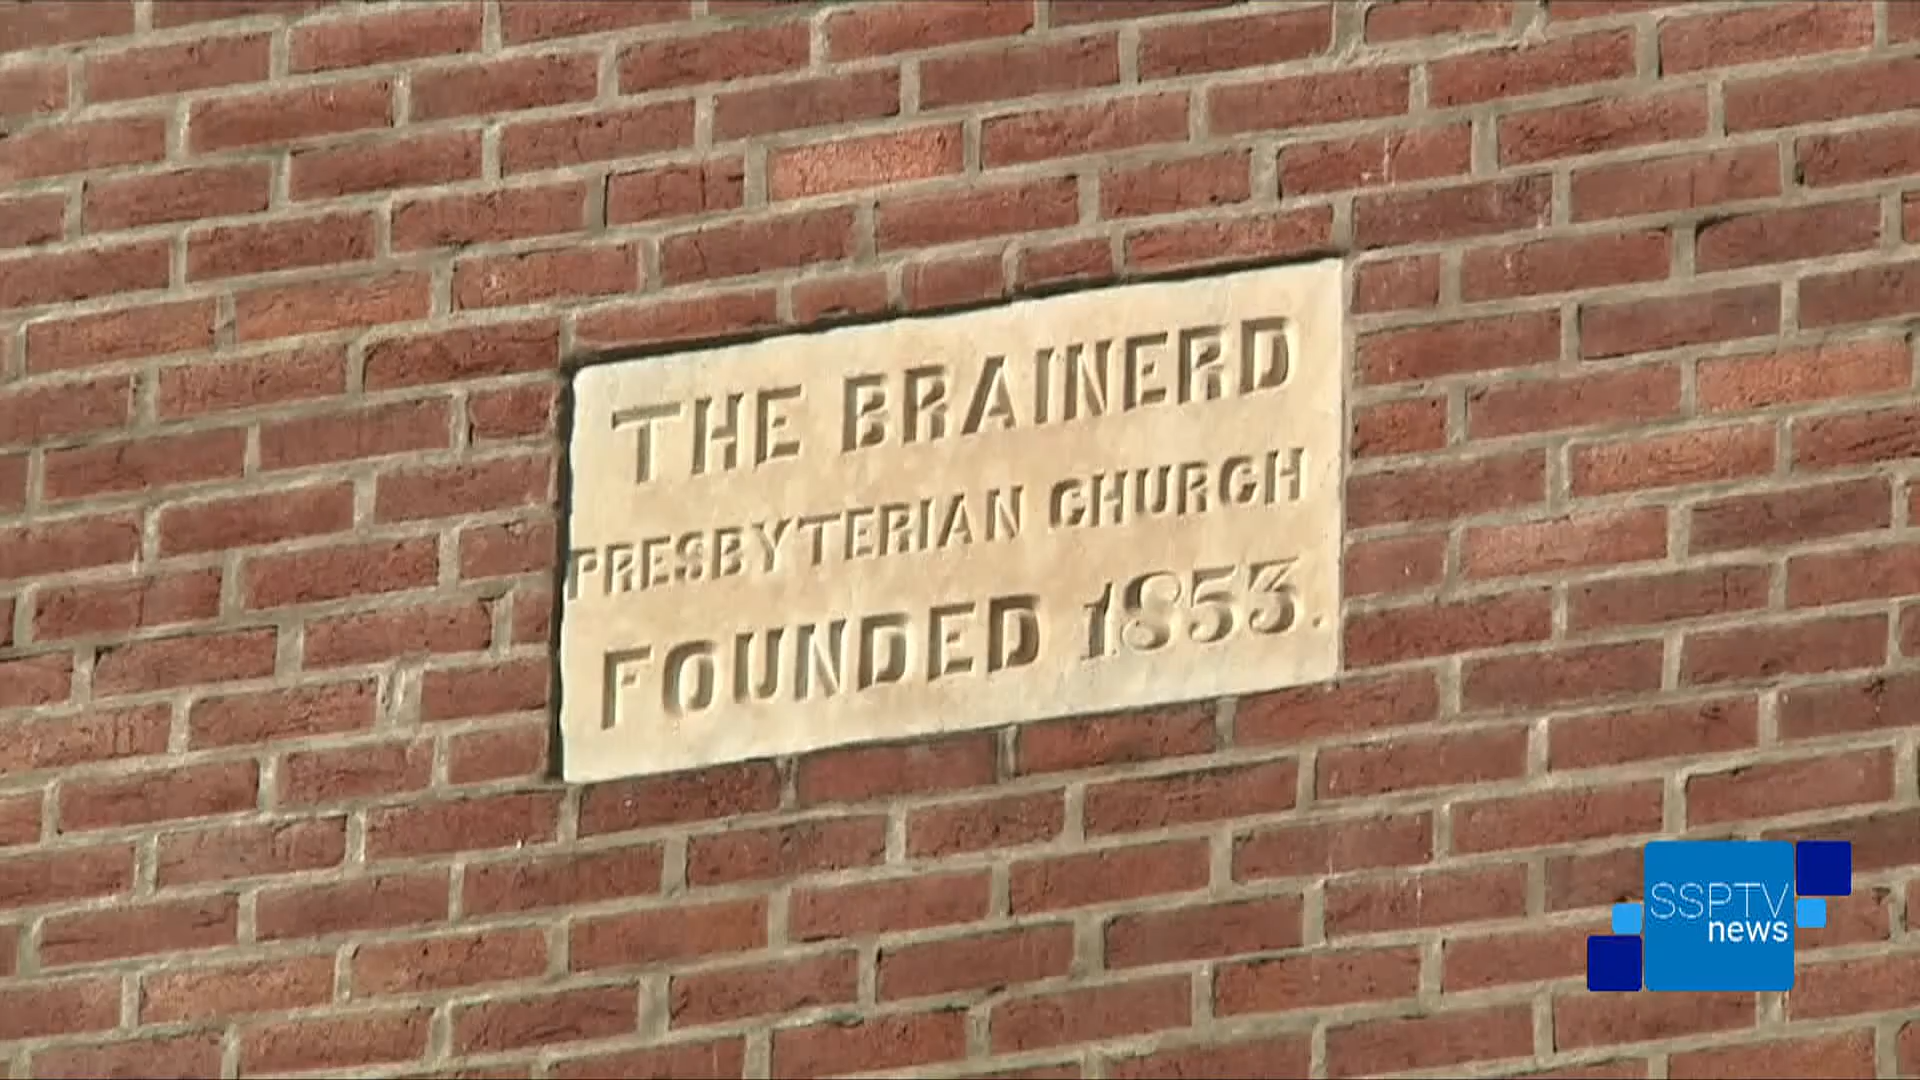 THE BRAINERD
PRESBYTERIAN CHURCH
FOUNDED 1853.
SSPTV
news